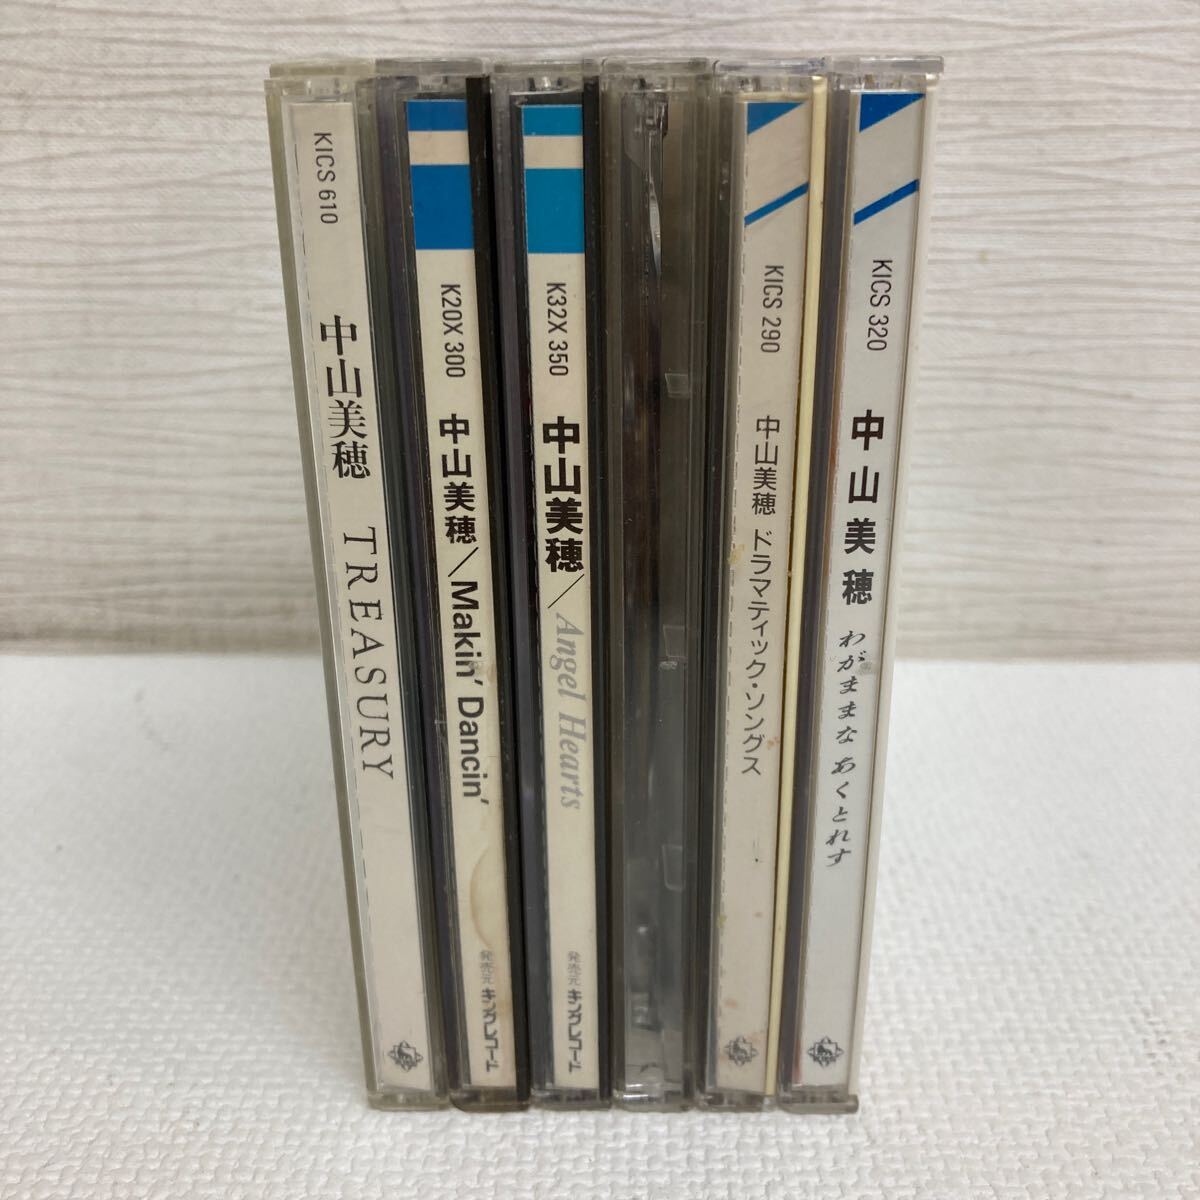 KICS 610
中山美穂 TREASURY
K20X 300
中山美穂/Makin' Dancin'
発売元 キングレコード
K32X 350
中山美穂/Angel Hearts
発売元 キングレコード
KICS 290
中山美穂 ドラマティック・ソングス
KICS 320
中山美穂 わがままな あくとれす